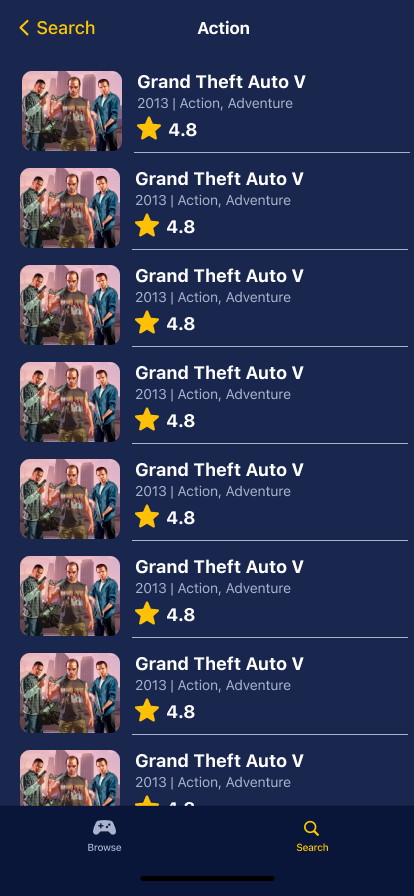 Search
Action
Grand Theft Auto V
2013 | Action, Adventure
4.8
Grand Theft Auto V
2013 | Action, Adventure
4.8
Grand Theft Auto V
2013 | Action, Adventure
4.8
Grand Theft Auto V
2013 | Action, Adventure
4.8
Grand Theft Auto V
2013 | Action, Adventure
4.8
Grand Theft Auto V
2013 | Action, Adventure
4.8
Grand Theft Auto V
2013 | Action, Adventure
4.8
Grand Theft Auto V
2013 | Action, Adventure
Browse
Search